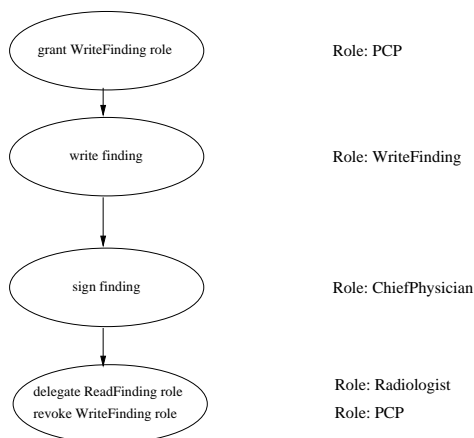 grant WriteFinding role
Role: PCP
write finding
Role: WriteFinding
sign finding
Role: ChiefPhysician
delegate ReadFinding role
Role: Radiologist
revoke WriteFinding role
Role: PCP